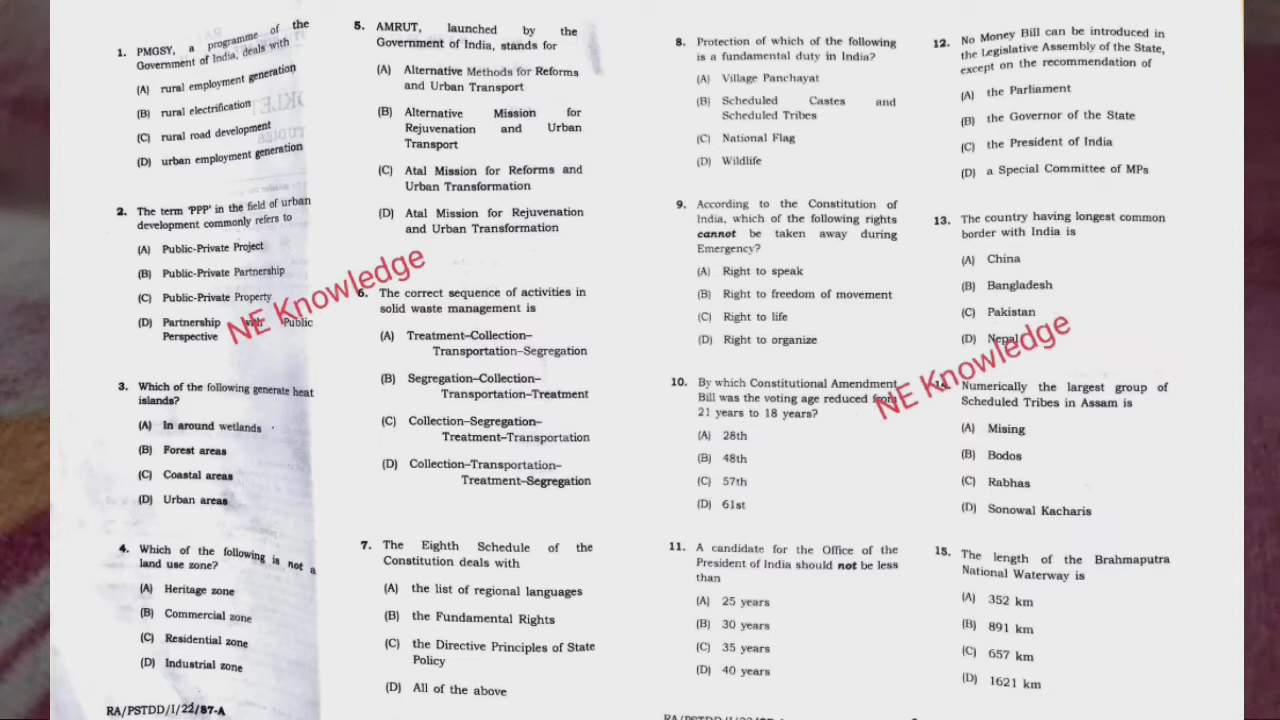 1. PMGSY, a programme of the
Government of India, deals with
(A) rural employment generation
(B) rural electrification
(C) rural road development
(D) urban employment generation
2. The term 'PPP' in the field of urban
development commonly refers to
(A) Public-Private Project
(B) Public-Private Partnership
(C) Public-Private Property
(D) Partnership with Public
Perspective
3. Which of the following generate heat
islands?
(A) In around wetlands
(B) Forest areas
(C) Coastal areas
(D) Urban areas
4. Which of the following is not a
land use zone?
(A) Heritage zone
(B) Commercial zone
(C) Residential zone
(D) Industrial zone
RA/PSTDD/I/22/87-A
5. AMRUT, launched by the
Government of India, stands for
(A) Alternative Methods for Reforms
and Urban Transport
(B) Alternative Mission for
Rejuvenation and Urban
Transport
(C) Atal Mission for Reforms and
Urban Transformation
(D) Atal Mission for Rejuvenation
and Urban Transformation
NE Knowledge
6. The correct sequence of activities in
solid waste management is
(A) Treatment–Collection–
Transportation–Segregation
(B) Segregation–Collection–
Transportation–Treatment
(C) Collection–Segregation–
Treatment–Transportation
(D) Collection–Transportation–
Treatment–Segregation
7. The Eighth Schedule of the
Constitution deals with
(A) the list of regional languages
(B) the Fundamental Rights
(C) the Directive Principles of State
Policy
(D) All of the above
8. Protection of which of the following
is a fundamental duty in India?
(A) Village Panchayat
(B) Scheduled Castes and
Scheduled Tribes
(C) National Flag
(D) Wildlife
9. According to the Constitution of
India, which of the following rights
cannot be taken away during
Emergency?
(A) Right to speak
(B) Right to freedom of movement
(C) Right to life
(D) Right to organize
10. By which Constitutional Amendment
Bill was the voting age reduced from
21 years to 18 years?
(A) 28th
(B) 48th
(C) 57th
(D) 61st
11. A candidate for the Office of the
President of India should not be less
than
(A) 25 years
(B) 30 years
(C) 35 years
(D) 40 years
12. No Money Bill can be introduced in
the Legislative Assembly of the State,
except on the recommendation of
(A) the Parliament
(B) the Governor of the State
(C) the President of India
(D) a Special Committee of MPs
13. The country having longest common
border with India is
(A) China
(B) Bangladesh
(C) Pakistan
(D) Nepal
NE Knowledge
Numerically the largest group of
Scheduled Tribes in Assam is
(A) Mising
(B) Bodos
(C) Rabhas
(D) Sonowal Kacharis
15. The length of the Brahmaputra
National Waterway is
(A) 352 km
(B) 891 km
(C) 657 km
(D) 1621 km